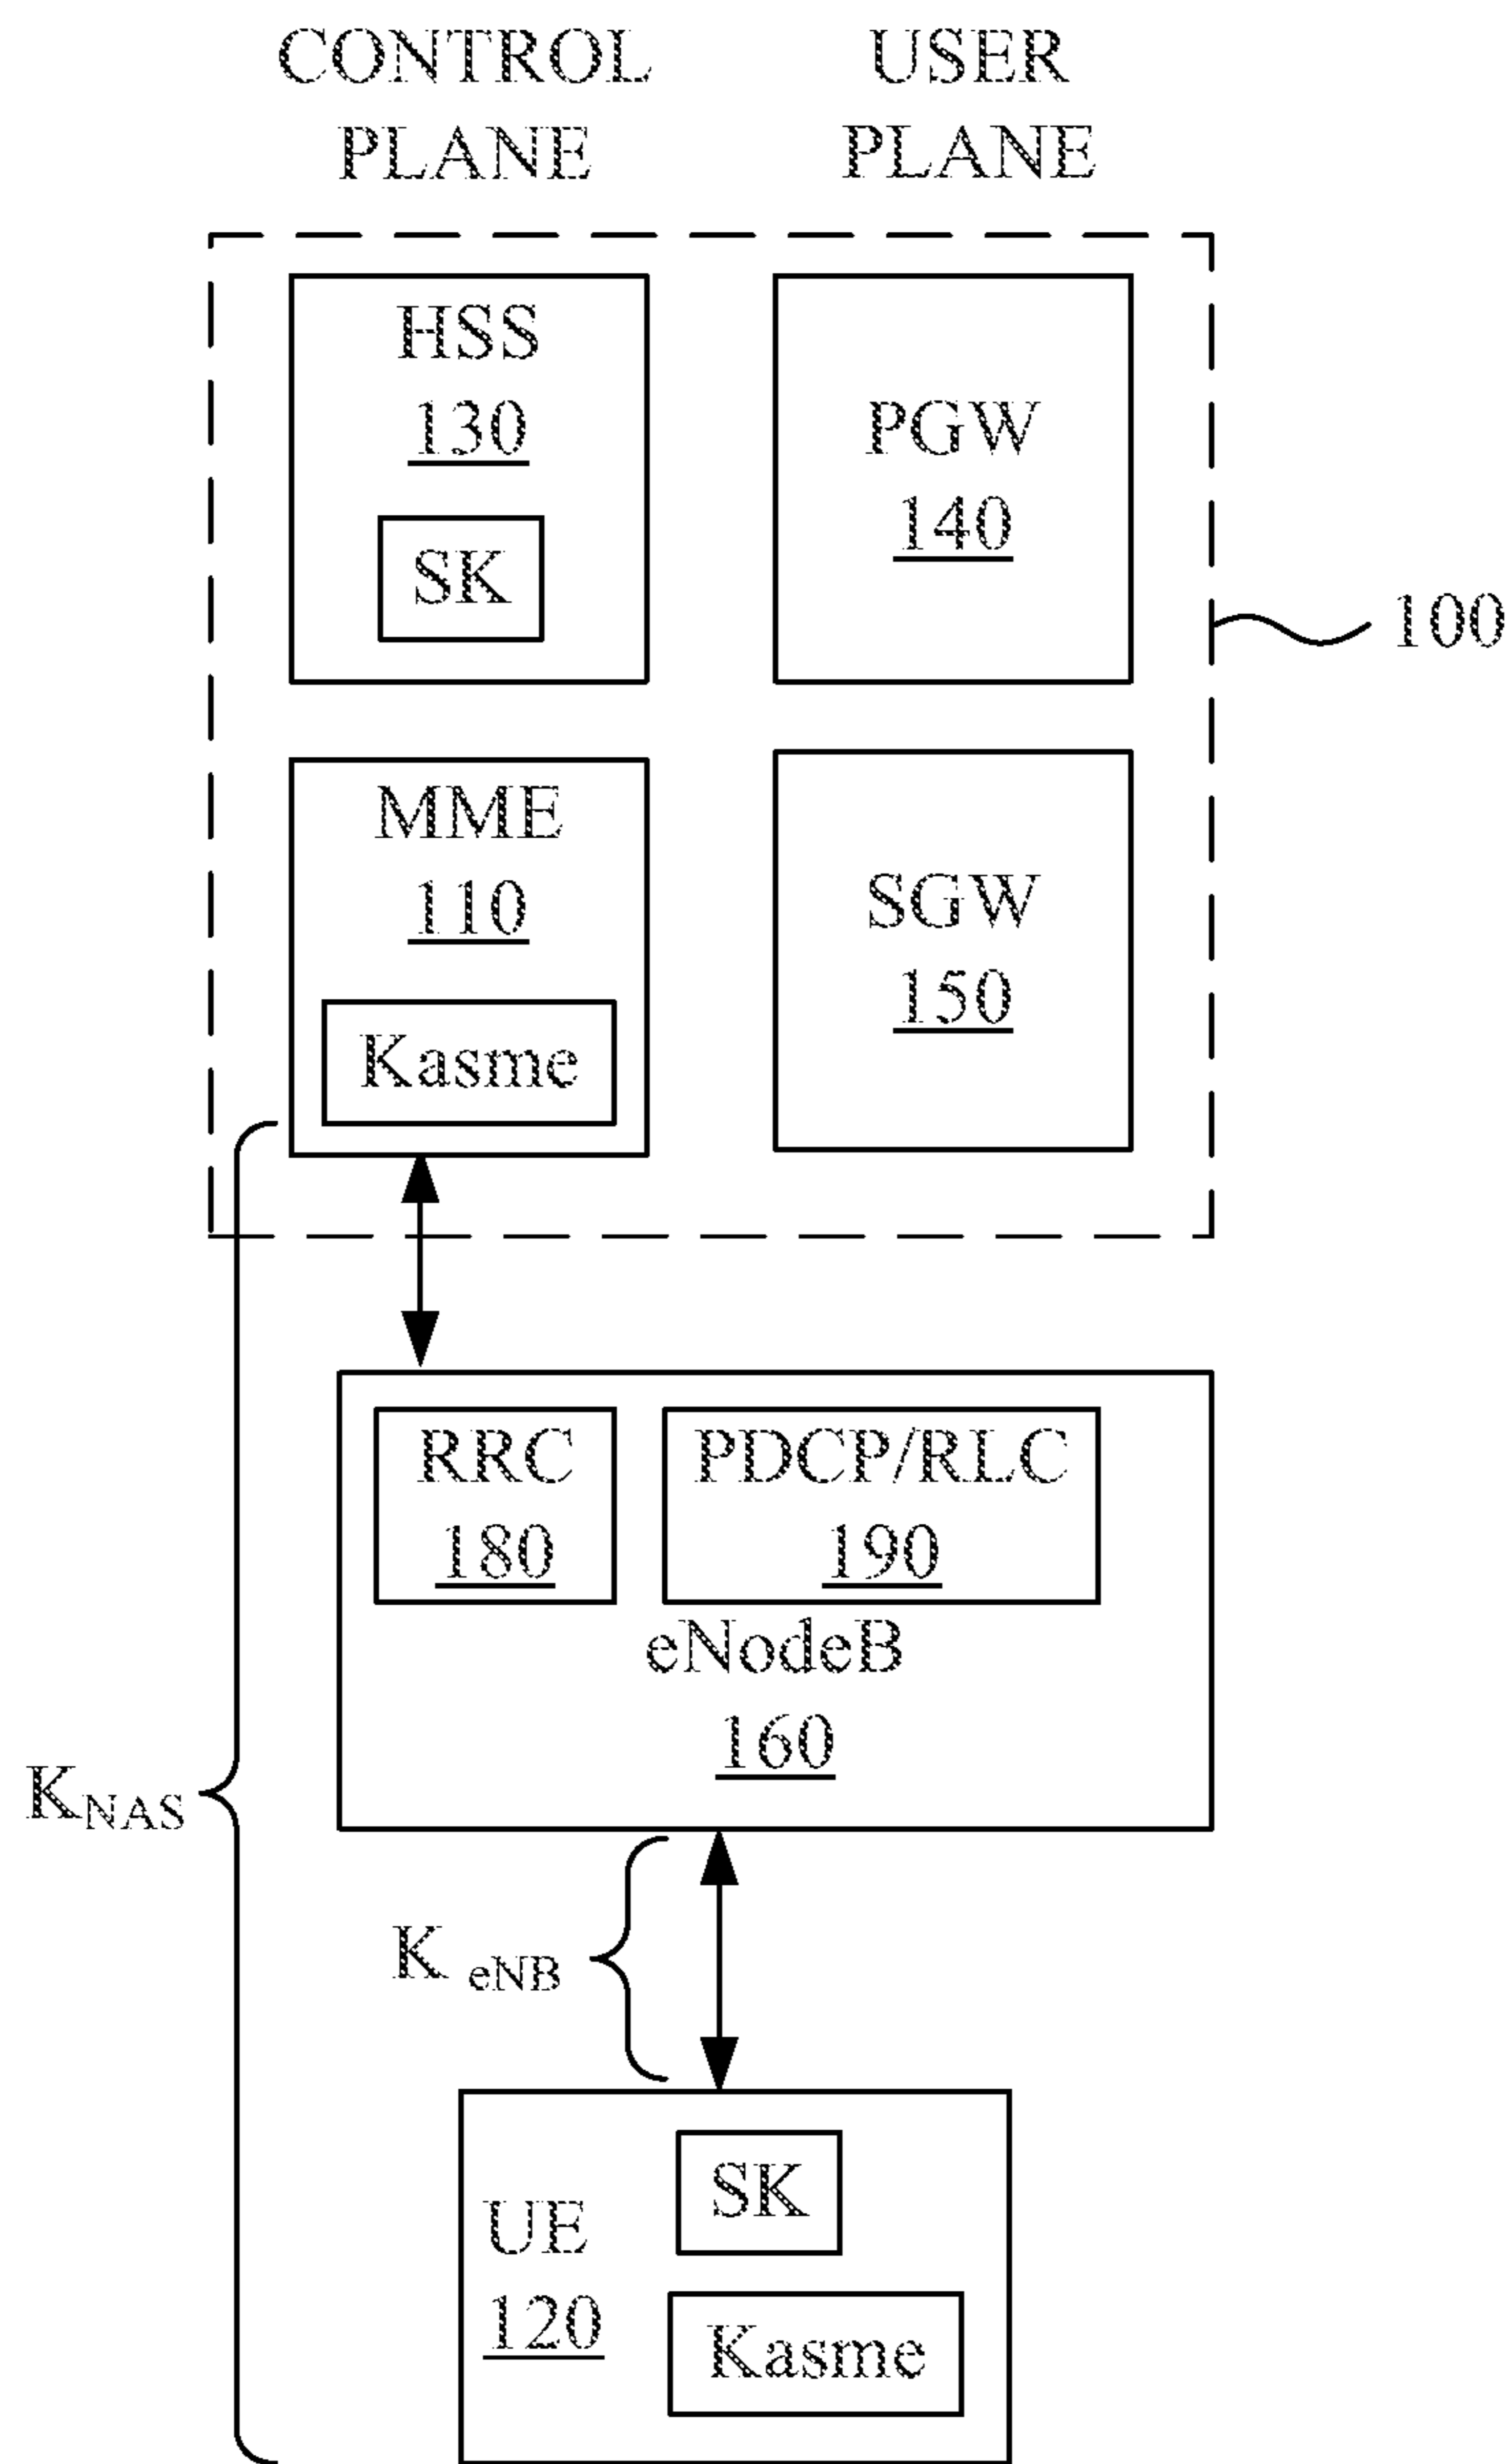 CONTROL
PLANE
USER
PLANE
HSS
130
SK
PGW
140
100
MME
110
Kasme
SGW
150
RRC
180
PDCP/RLC
190
eNodeB
160
KNAS
K eNB
UE
120
SK
Kasme